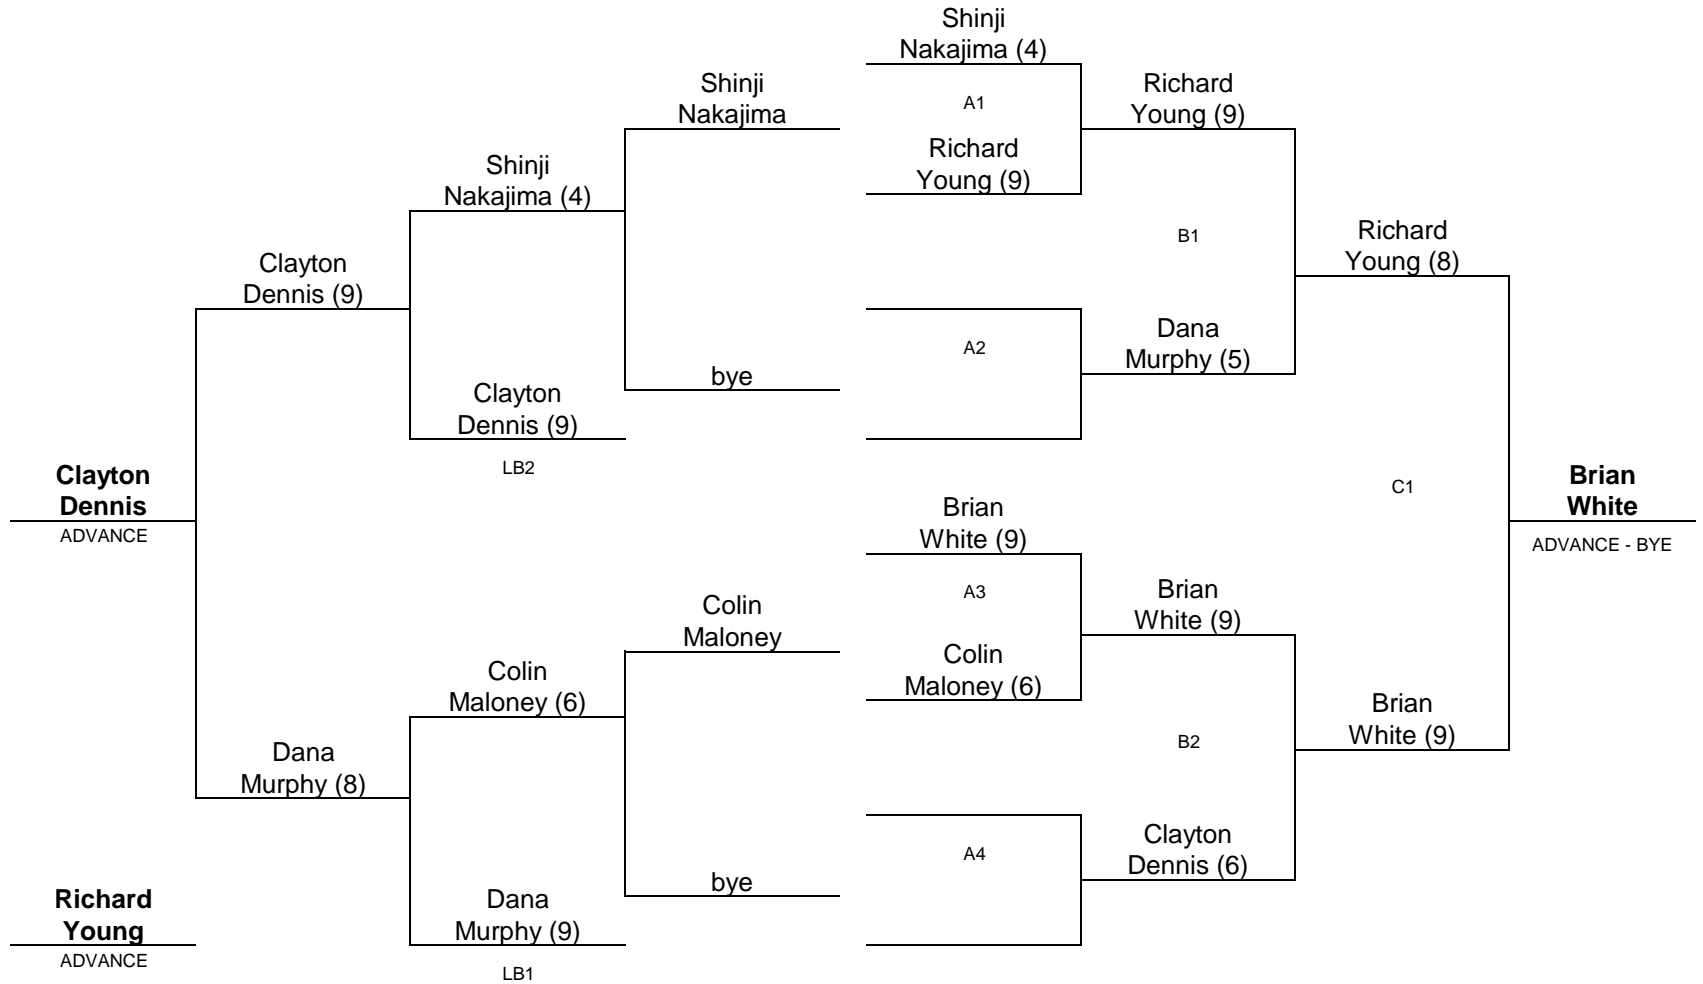 Shinji
Nakajima (4)
Shinji
Nakajima
A1
Richard
Young (9)
Richard
Young (9)
Shinji
Nakajima (4)
B1
Richard
Young (8)
Clayton
Dennis (9)
Dana
Murphy (5)
A2
bye
Clayton
Dennis (9)
LB2
Clayton
Dennis
ADVANCE
C1
Brian
White
ADVANCE - BYE
Brian
White (9)
A3
Brian
White (9)
Colin
Maloney
Colin
Maloney (6)
Colin
Maloney (6)
Brian
White (9)
B2
Dana
Murphy (8)
A4
Clayton
Dennis (6)
bye
Richard
Young
ADVANCE
Dana
Murphy (9)
LB1